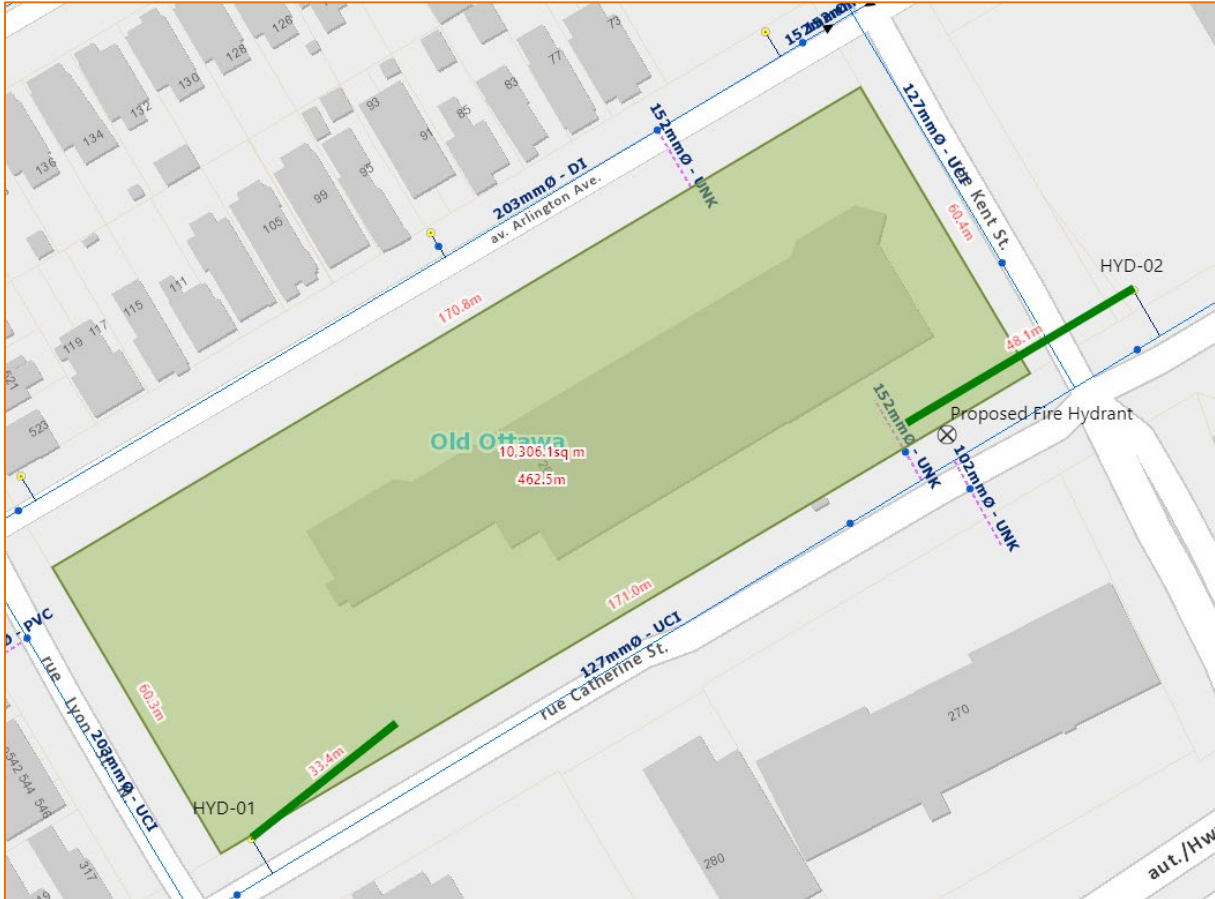 152mmØ
126
128
130
132
134
136
73
77
83
85
91
93
95
99
105
111
115
117
119
521
523
152mmØ - UNK
203mmØ - DI
av. Arlington Ave.
127mmØ - UCI
rue Kent St.
60.4m
HYD-02
170.8m
48.1m
Old Ottawa
10,306.1sq m
462.5m
152mmØ - UNK
Proposed Fire Hydrant
102mmØ - UNK
171.0m
127mmØ - UCI
rue Catherine St.
Ø - PVC
rue Lyon
60.3m
203mmØ - UCI
33.4m
HYD-01
542
544
546
317
19
270
280
aut./Hw